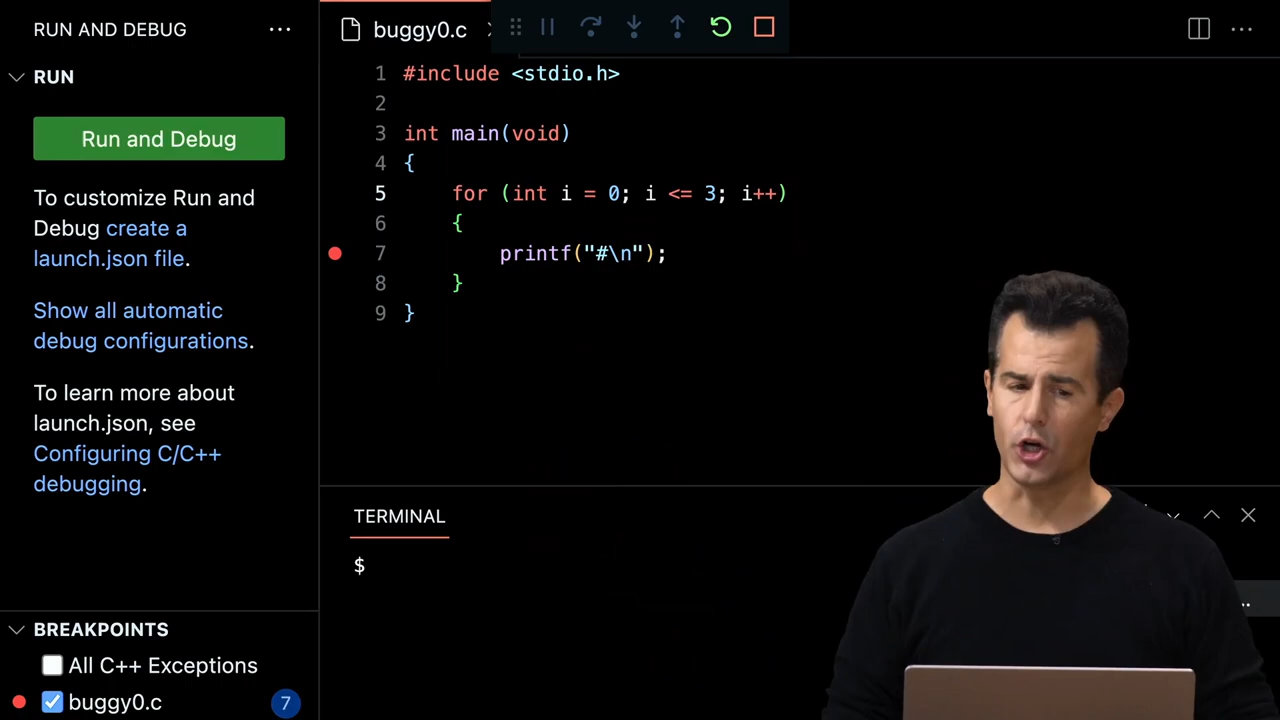 RUN AND DEBUG
RUN
Run and Debug
To customize Run and
Debug create a
launch.json file.
Show all automatic
debug configurations.
To learn more about
launch.json, see
Configuring C/C++
debugging.
BREAKPOINTS
All C++ Exceptions
buggy0.c
7
buggy0.c
1 #include <stdio.h>
2
3 int main(void)
4 {
5 for (int i = 0; i <= 3; i++)
6 {
7 printf("#\n");
8 }
9 }
TERMINAL
$